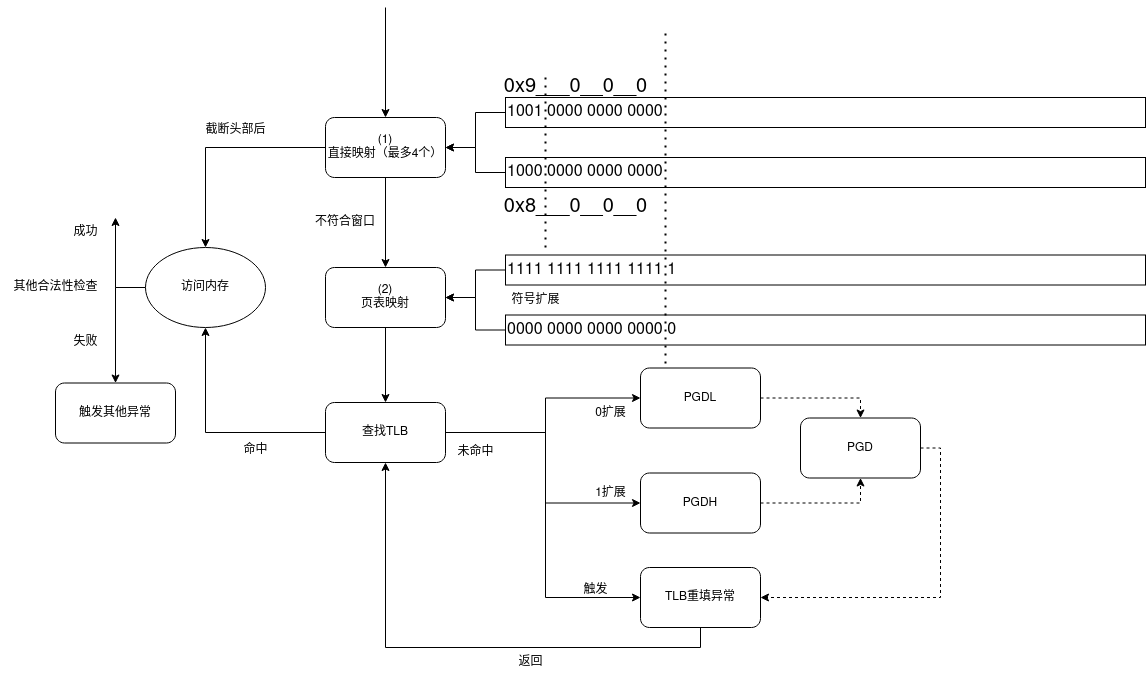 0x9___0__0__0
1001 0000 0000 0000
截断头部后
(1)
直接映射（最多4个）
1000 0000 0000 0000
0x8___0__0__0
不符合窗口
成功
1111 1111 1111 1111 1
其他合法性检查
访问内存
(2)
页表映射
符号扩展
0000 0000 0000 0000 0
失败
触发其他异常
查找TLB
命中
未命中
0扩展
PGDL
PGD
1扩展
PGDH
触发
TLB重填异常
返回